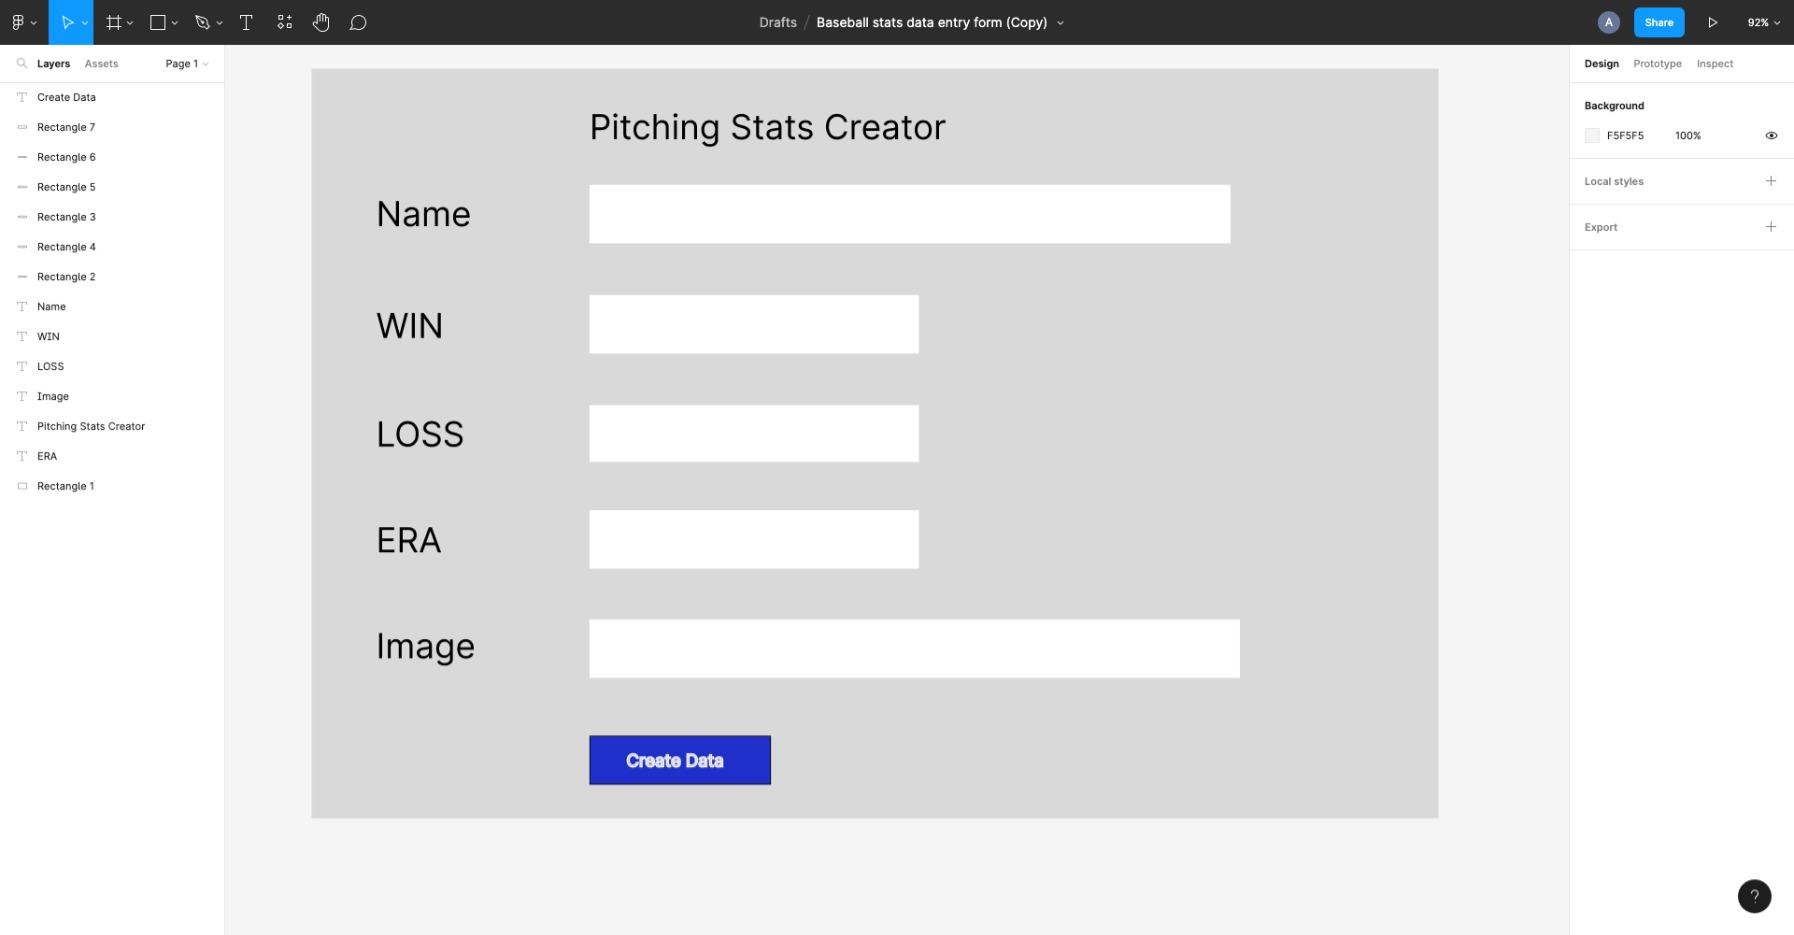 Drafts / Baseball stats data entry form (Copy)
A
Share
92%
Layers
Assets
Page 1
Create Data
Rectangle 7
Rectangle 6
Rectangle 5
Rectangle 3
Rectangle 4
Rectangle 2
Name
WIN
LOSS
Image
Pitching Stats Creator
ERA
Rectangle 1
Pitching Stats Creator
Name
WIN
LOSS
ERA
Image
Create Data
Design
Prototype
Inspect
Background
F5F5F5
100%
Local styles
Export
?